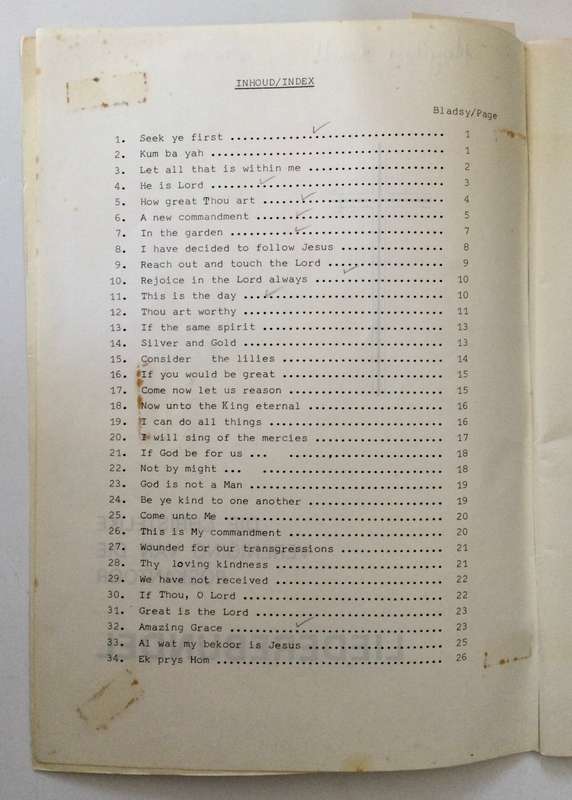 INHOUD/INDEX
Bladsy/Page
1. Seek ye first ................................. 1
2. Kum ba yah ................................. 1
3. Let all that is within me ................................. 2
4. He is Lord ................................. 3
5. How great Thou art ................................. 4
6. A new commandment ................................. 5
7. In the garden ................................. 7
8. I have decided to follow Jesus ................................. 8
9. Reach out and touch the Lord ................................. 9
10. Rejoice in the Lord always ................................. 10
11. This is the day ................................. 10
12. Thou art worthy ................................. 11
13. If the same spirit ................................. 13
14. Silver and Gold ................................. 13
15. Consider the lilies ................................. 14
16. If you would be great ................................. 15
17. Come now let us reason ................................. 15
18. Now unto the King eternal ................................. 16
19. I can do all things ................................. 16
20. I will sing of the mercies ................................. 17
21. If God be for us ... ................................. 18
22. Not by might ... ................................. 18
23. God is not a Man ................................. 19
24. Be ye kind to one another ................................. 19
25. Come unto Me ................................. 20
26. This is My commandment ................................. 20
27. Wounded for our transgressions ................................. 21
28. Thy loving kindness ................................. 21
29. We have not received ................................. 22
30. If Thou, O Lord ................................. 22
31. Great is the Lord ................................. 23
32. Amazing Grace ................................. 23
33. Al wat my bekoor is Jesus ................................. 25
34. Ek prys Hom ................................. 26